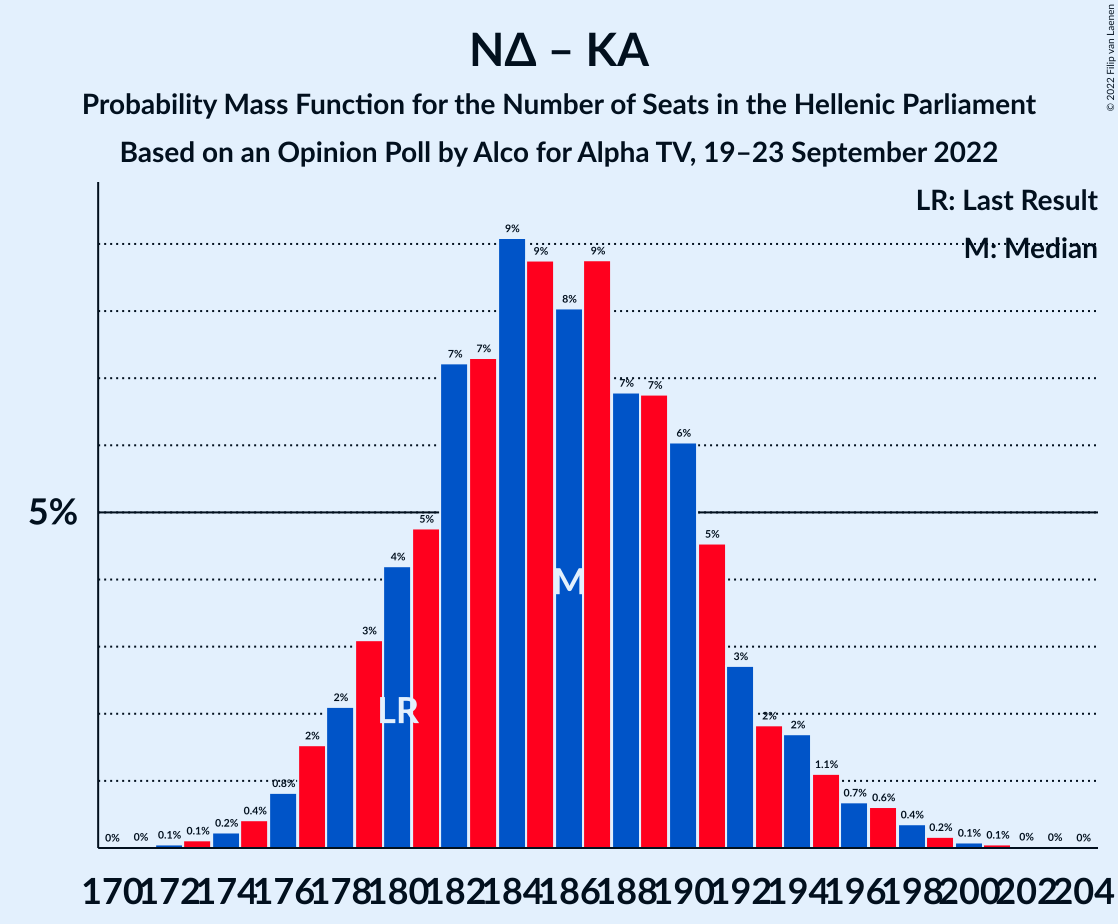 ΝΔ – ΚΑ
Probability Mass Function for the Number of Seats in the Hellenic Parliament
Based on an Opinion Poll by Alco for Alpha TV, 19–23 September 2022
© 2022 Filip van Laenen
LR: Last Result
M: Median
5%
0% 0% 0.1% 0.1% 0.2% 0.4% 0.8% 2% 2% 3% 4% 5% 7% 7% 9% 9% 8% 9% 7% 7% 6% 5% 3% 2% 2% 1.1% 0.7% 0.6% 0.4% 0.2% 0.1% 0.1% 0% 0% 0%
M
LR
170 172 174 176 178 180 182 184 186 188 190 192 194 196 198 200 202 204